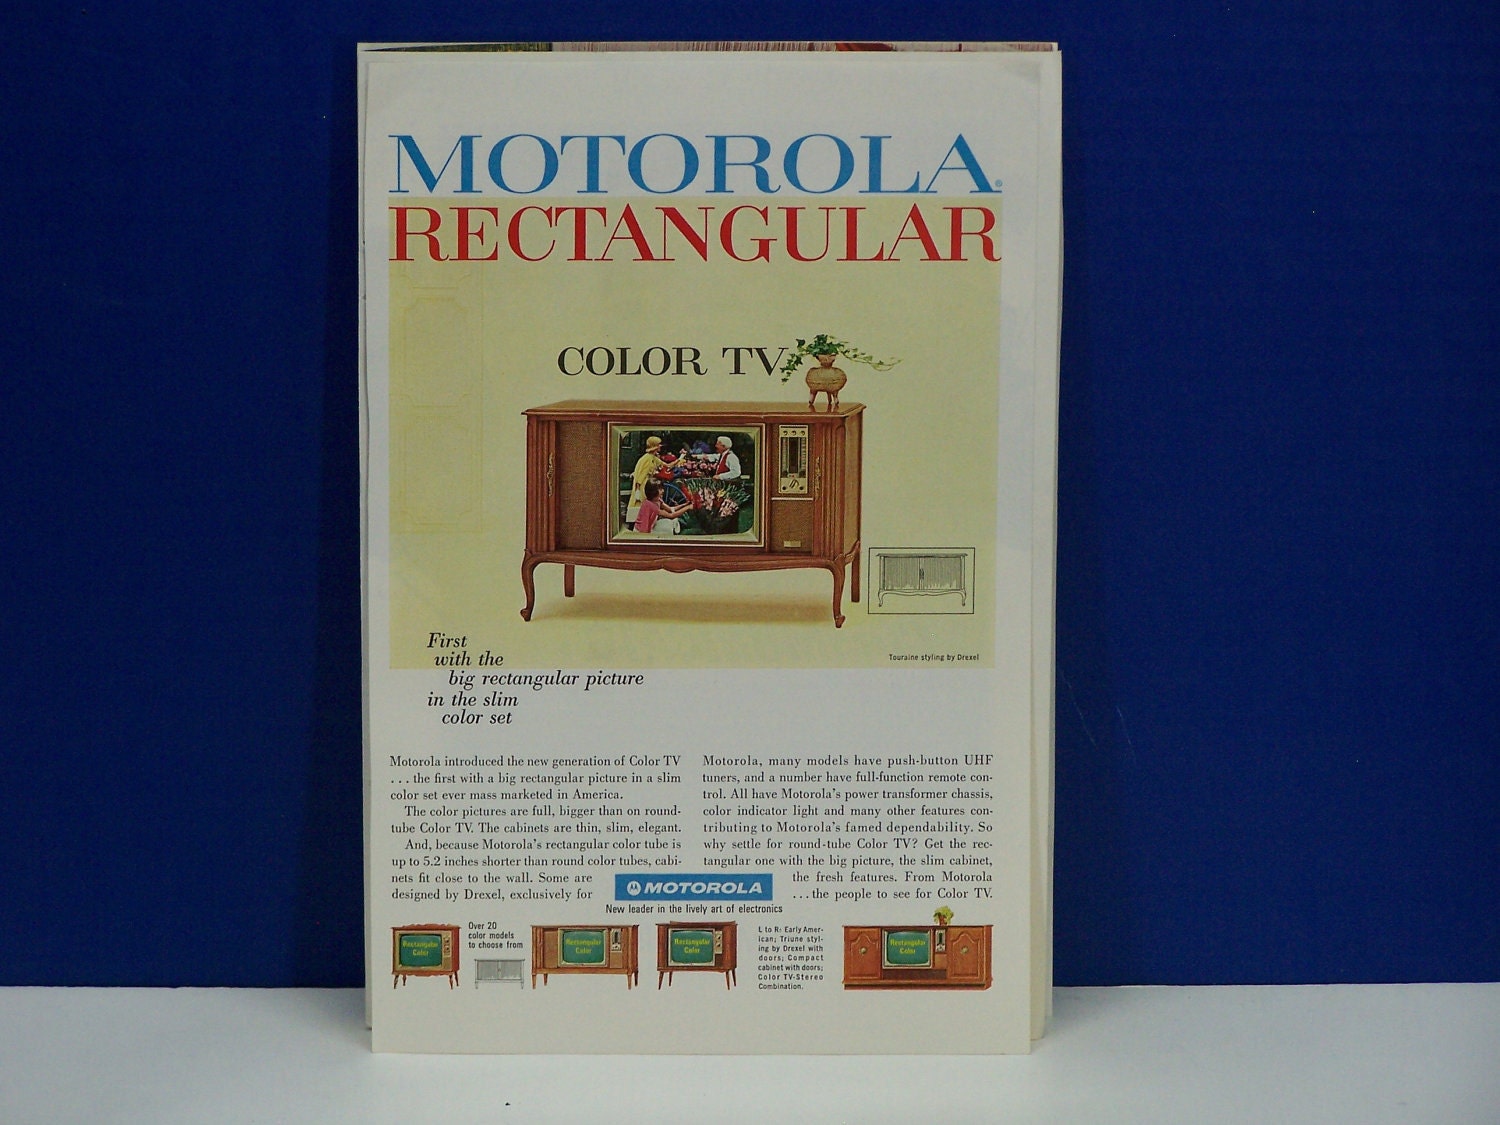 MOTOROLA®
RECTANGULAR
COLOR TV
Touraine styling by Drexel
First
with the
big rectangular picture
in the slim
color set
Motorola introduced the new generation of Color TV
. . . the first with a big rectangular picture in a slim
color set ever mass marketed in America.
The color pictures are full, bigger than on round-
tube Color TV. The cabinets are thin, slim, elegant.
And, because Motorola's rectangular color tube is
up to 5.2 inches shorter than round color tubes, cabi-
nets fit close to the wall. Some are
designed by Drexel, exclusively for
Motorola, many models have push-button UHF
tuners, and a number have full-function remote con-
trol. All have Motorola's power transformer chassis,
color indicator light and many other features con-
tributing to Motorola's famed dependability. So
why settle for round-tube Color TV? Get the rec-
tangular one with the big picture, the slim cabinet,
the fresh features. From Motorola
. . . the people to see for Color TV.
MOTOROLA
New leader in the lively art of electronics
Rectangular
Color
Over 20
color models
to choose from
Rectangular
Color
Rectangular
Color
L to R: Early Amer-
ican; Triune styl-
ing by Drexel with
doors; Compact
cabinet with doors;
Color TV-Stereo
Combination.
Rectangular
Color